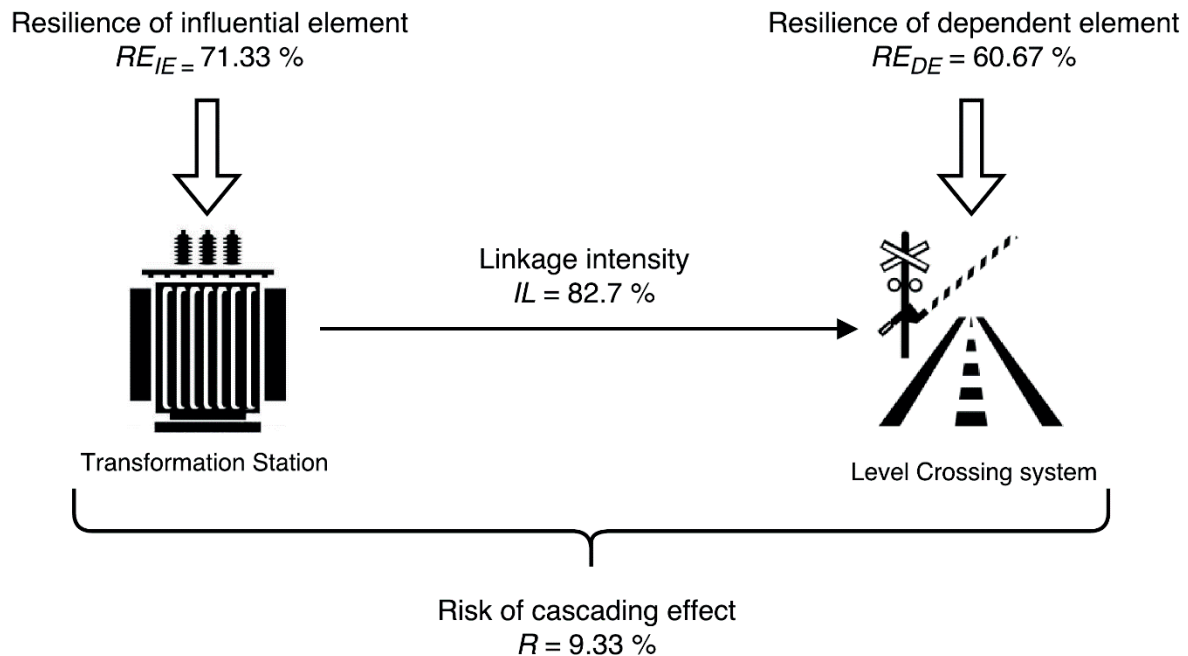 Resilience of influential element
RE_IE = 71.33 %
Resilience of dependent element
RE_DE = 60.67 %
Linkage intensity
IL = 82.7 %
Transformation Station
Level Crossing system
Risk of cascading effect
R = 9.33 %